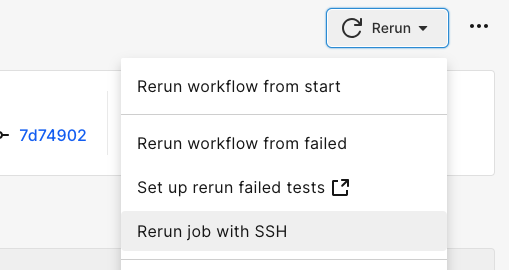 Rerun
7d74902
Rerun workflow from start
Rerun workflow from failed
Set up rerun failed tests
Rerun job with SSH